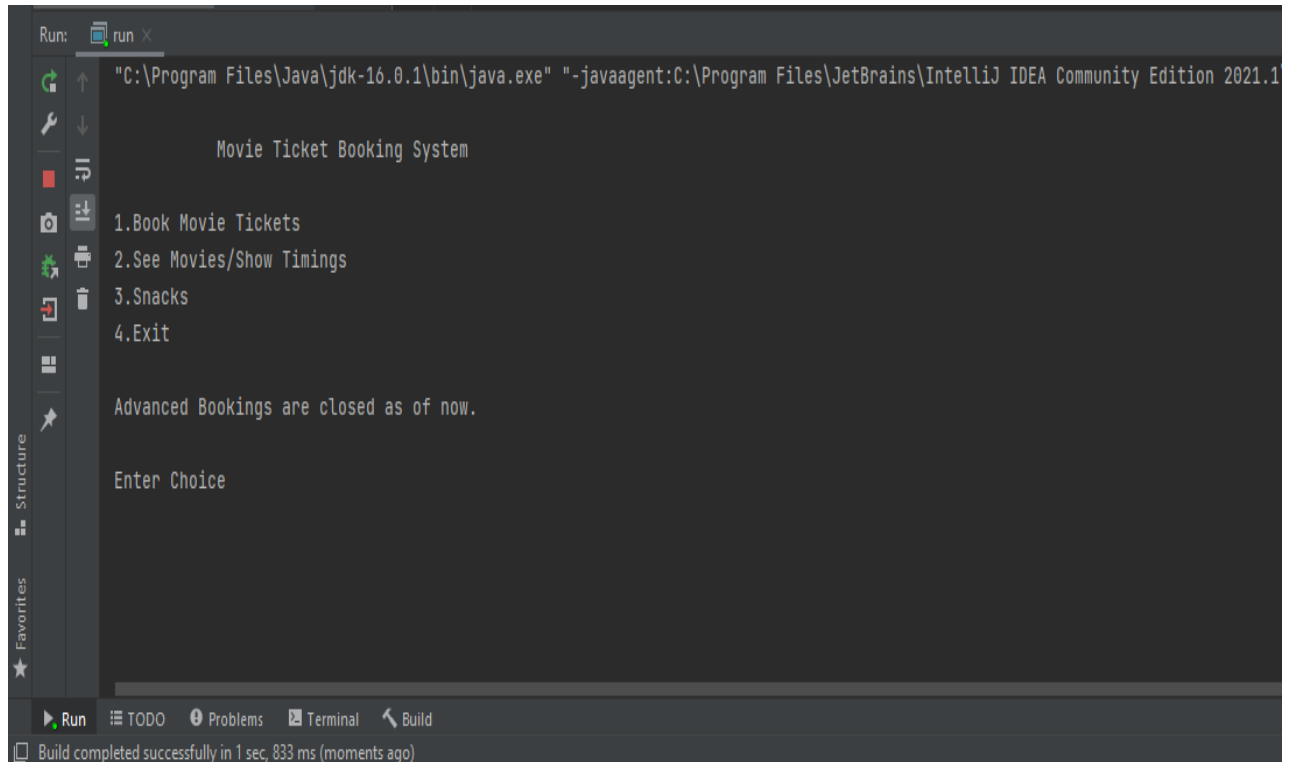 Run: run
"C:\Program Files\Java\jdk-16.0.1\bin\java.exe" "-javaagent:C:\Program Files\JetBrains\IntelliJ IDEA Community Edition 2021.1
Movie Ticket Booking System
1.Book Movie Tickets
2.See Movies/Show Timings
3.Snacks
4.Exit
Advanced Bookings are closed as of now.
Enter Choice
Structure
Favorites
Run TODO Problems Terminal Build
Build completed successfully in 1 sec, 833 ms (moments ago)